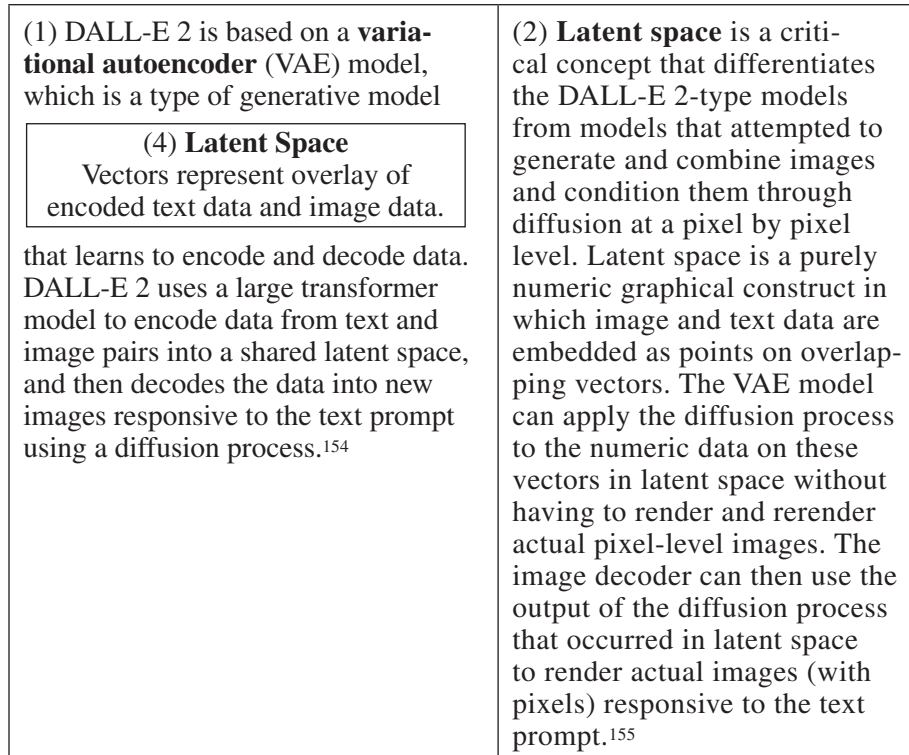 (1) DALL-E 2 is based on a varia-
tional autoencoder (VAE) model,
which is a type of generative model
(4) Latent Space
Vectors represent overlay of
encoded text data and image data.
that learns to encode and decode data.
DALL-E 2 uses a large transformer
model to encode data from text and
image pairs into a shared latent space,
and then decodes the data into new
images responsive to the text prompt
using a diffusion process.154
(2) Latent space is a criti-
cal concept that differentiates
the DALL-E 2-type models
from models that attempted to
generate and combine images
and condition them through
diffusion at a pixel by pixel
level. Latent space is a purely
numeric graphical construct in
which image and text data are
embedded as points on overlap-
ping vectors. The VAE model
can apply the diffusion process
to the numeric data on these
vectors in latent space without
having to render and rerender
actual pixel-level images. The
image decoder can then use the
output of the diffusion process
that occurred in latent space
to render actual images (with
pixels) responsive to the text
prompt.155